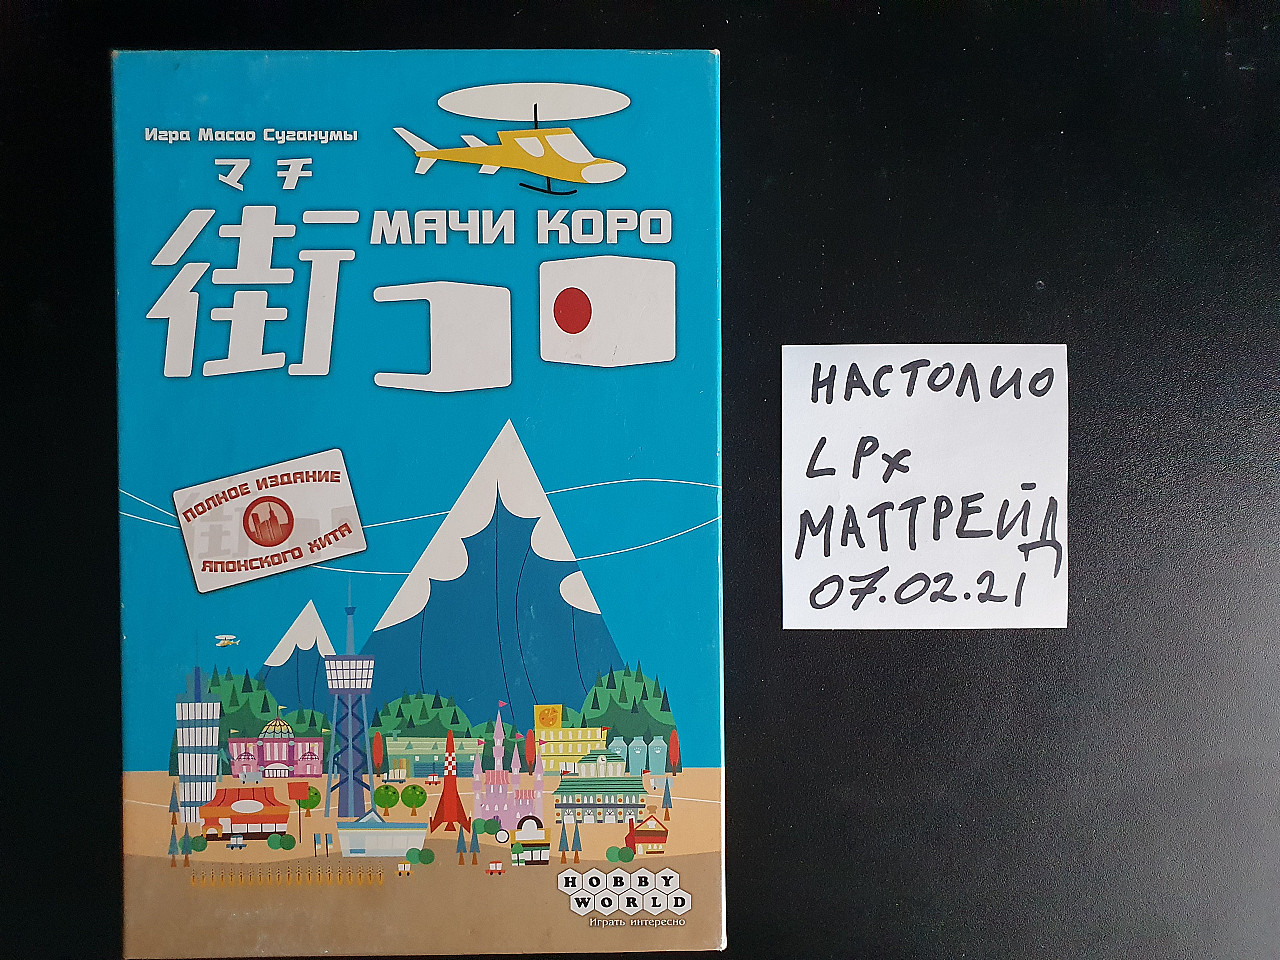 Игра Масао Суганумы
マチ
街コロ
МАЧИ КОРО
ПОЛНОЕ ИЗДАНИЕ
ЯПОНСКОГО ХИТА
HOBBY
WORLD
Играть интересно
НАСТОЛИО
LPx
МАТТРЕЙД
07.02.21